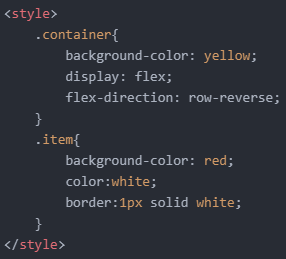 <style>
    .container{
        background-color: yellow;
        display: flex;
        flex-direction: row-reverse;
    }
    .item{
        background-color: red;
        color:white;
        border:1px solid white;
    }
</style>